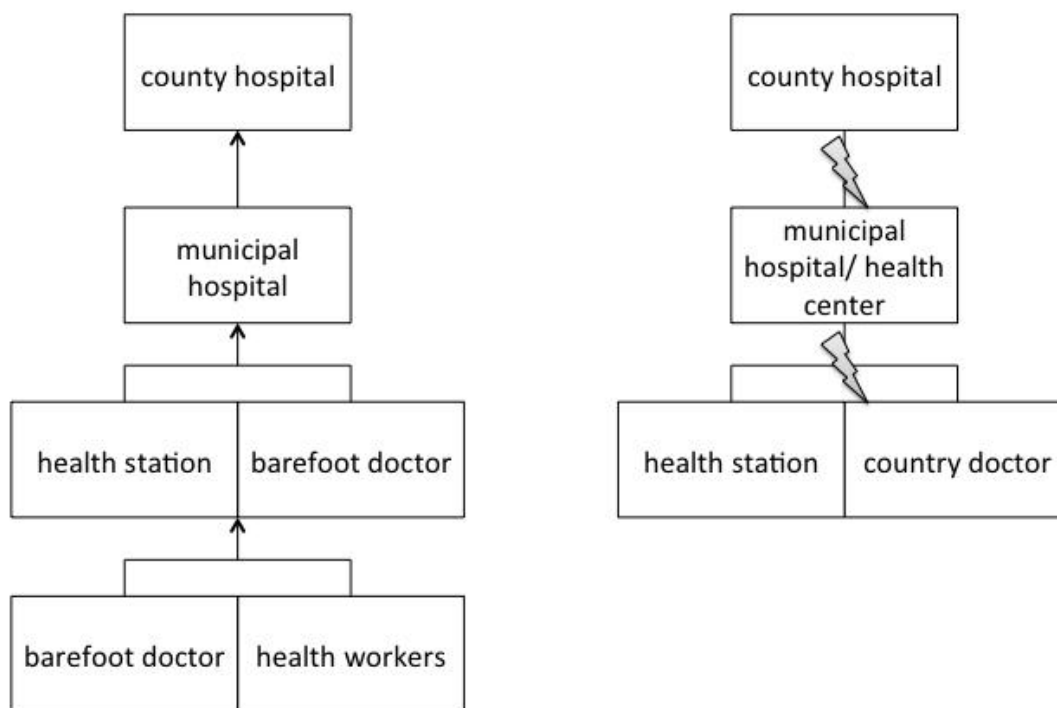 county hospital
municipal
hospital
health station
barefoot doctor
barefoot doctor
health workers
county hospital
municipal
hospital/ health
center
health station
country doctor